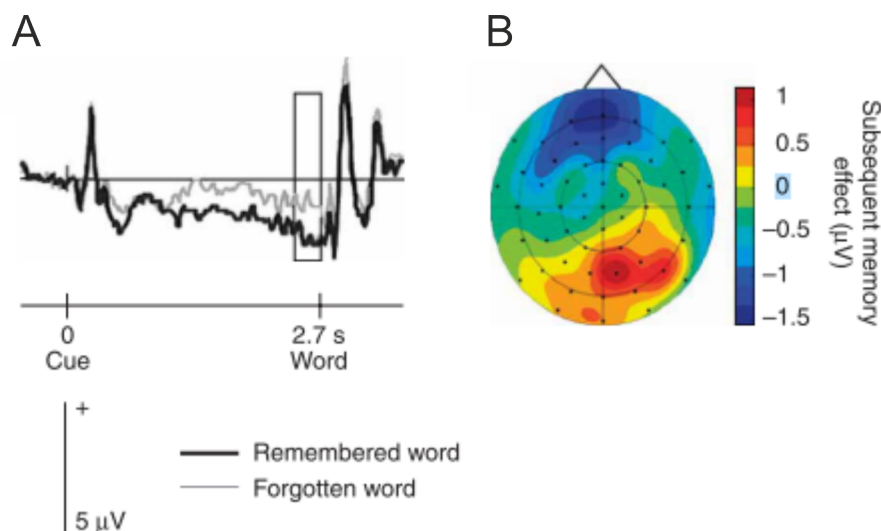 A
B
1
0.5
0
−0.5
−1
−1.5
Subsequent memory
effect (μV)
0
2.7 s
Cue
Word
+
5 μV
Remembered word
Forgotten word